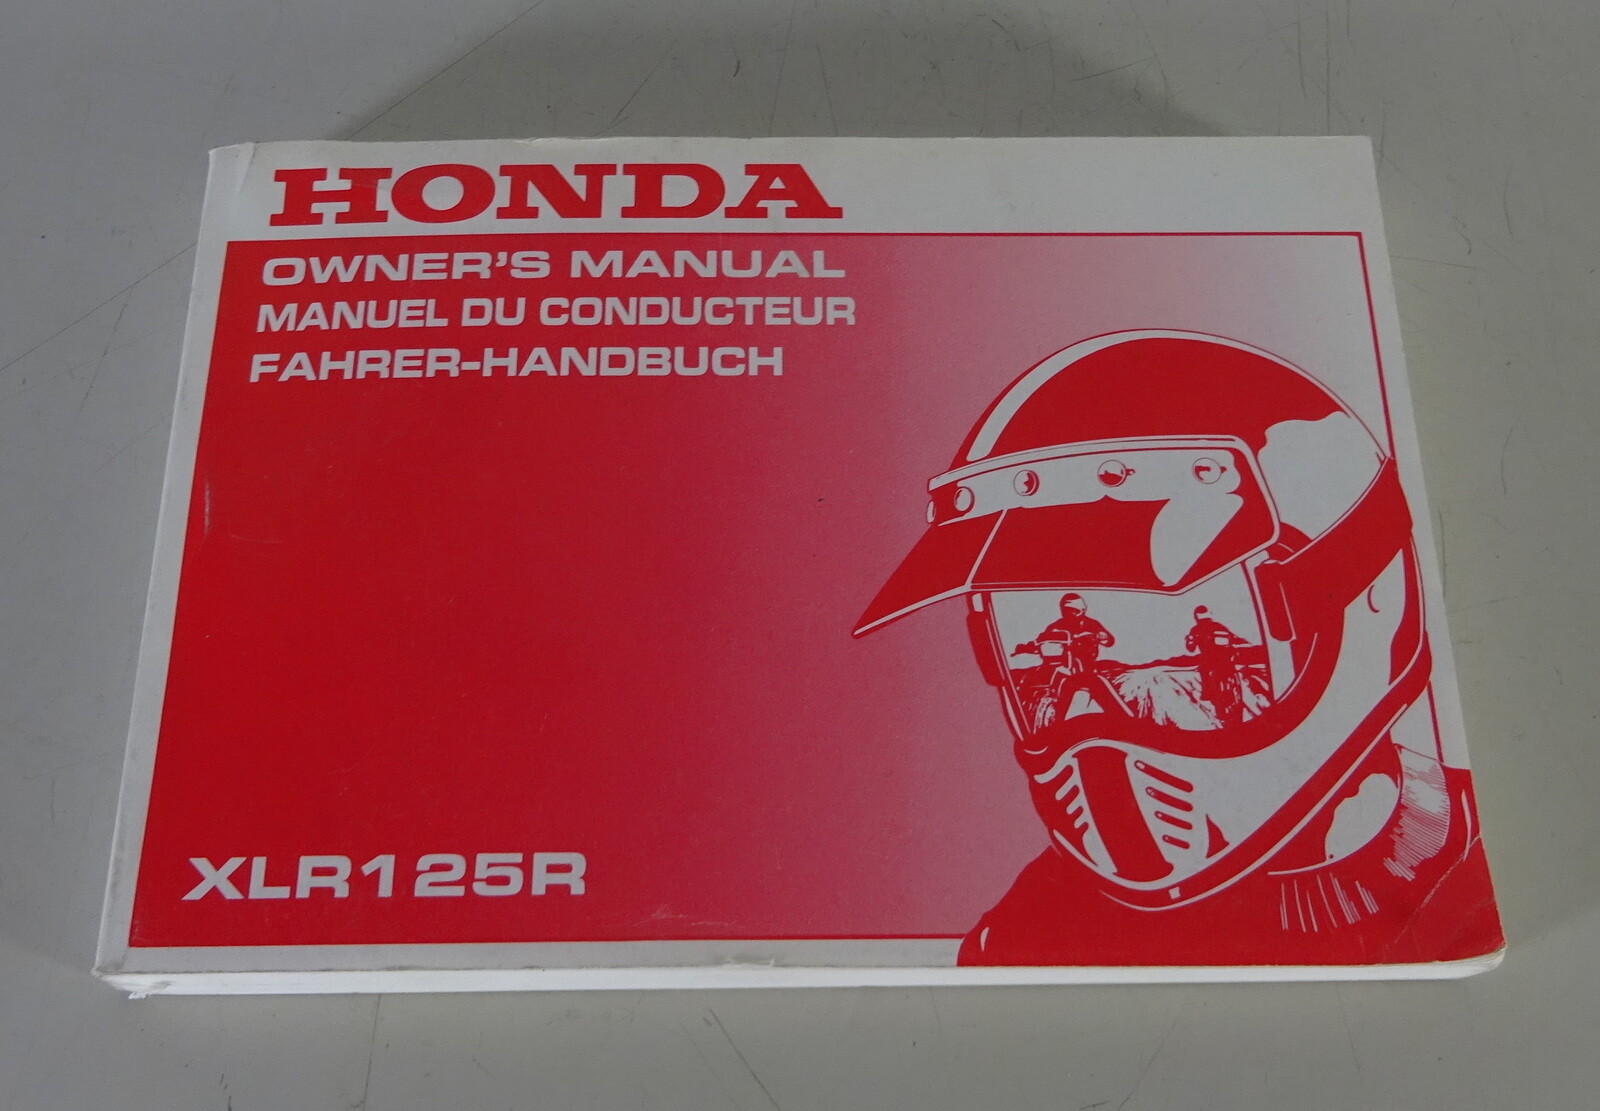 HONDA
OWNER'S MANUAL
MANUEL DU CONDUCTEUR
FAHRER-HANDBUCH
XLR125R